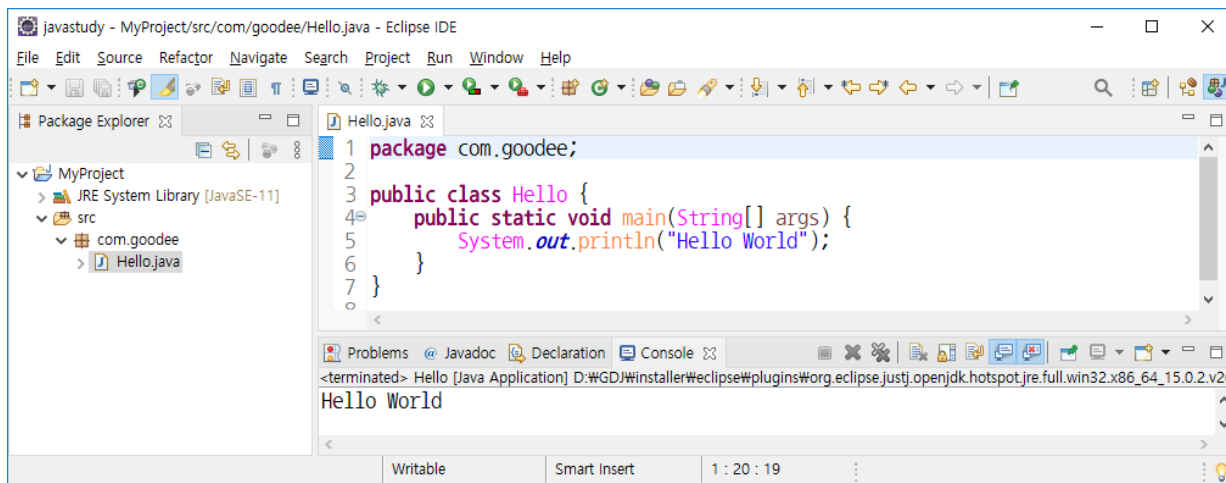 javastudy - MyProject/src/com/goodee/Hello.java - Eclipse IDE
File Edit Source Refactor Navigate Search Project Run Window Help
Package Explorer
Hello.java
MyProject
JRE System Library [JavaSE-11]
src
com.goodee
Hello.java
1 package com.goodee;
2
3 public class Hello {
4 public static void main(String[] args) {
5 System.out.println("Hello World");
6 }
7 }
Problems @ Javadoc Declaration Console
<terminated> Hello [Java Application] D:₩GDJ₩installer₩eclipse₩plugins₩org.eclipse.justj.openjdk.hotspot.jre.full.win32.x86_64_15.0.2.v2
Hello World
Writable Smart Insert 1 : 20 : 19